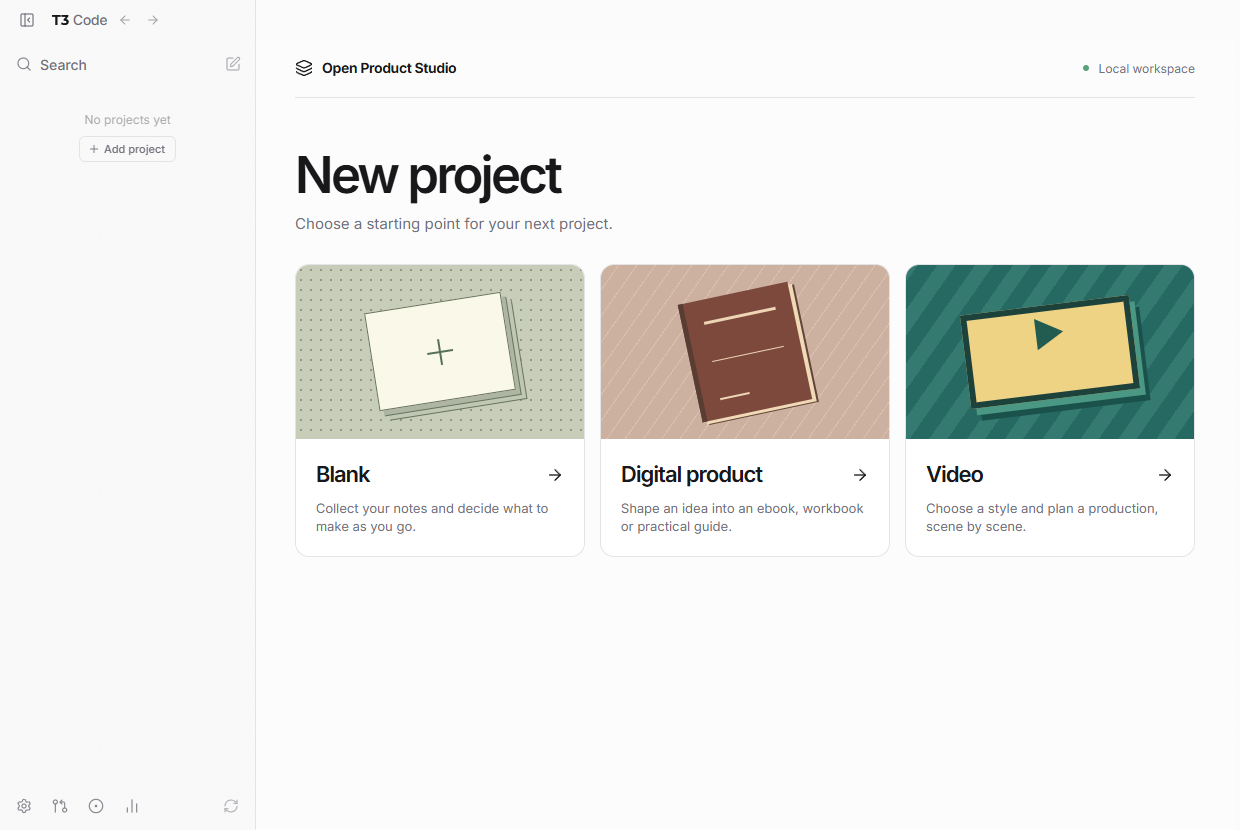 T3 Code
Search
No projects yet
Add project
Open Product Studio
Local workspace
New project
Choose a starting point for your next project.
Blank
Collect your notes and decide what to
make as you go.
Digital product
Shape an idea into an ebook, workbook
or practical guide.
Video
Choose a style and plan a production,
scene by scene.